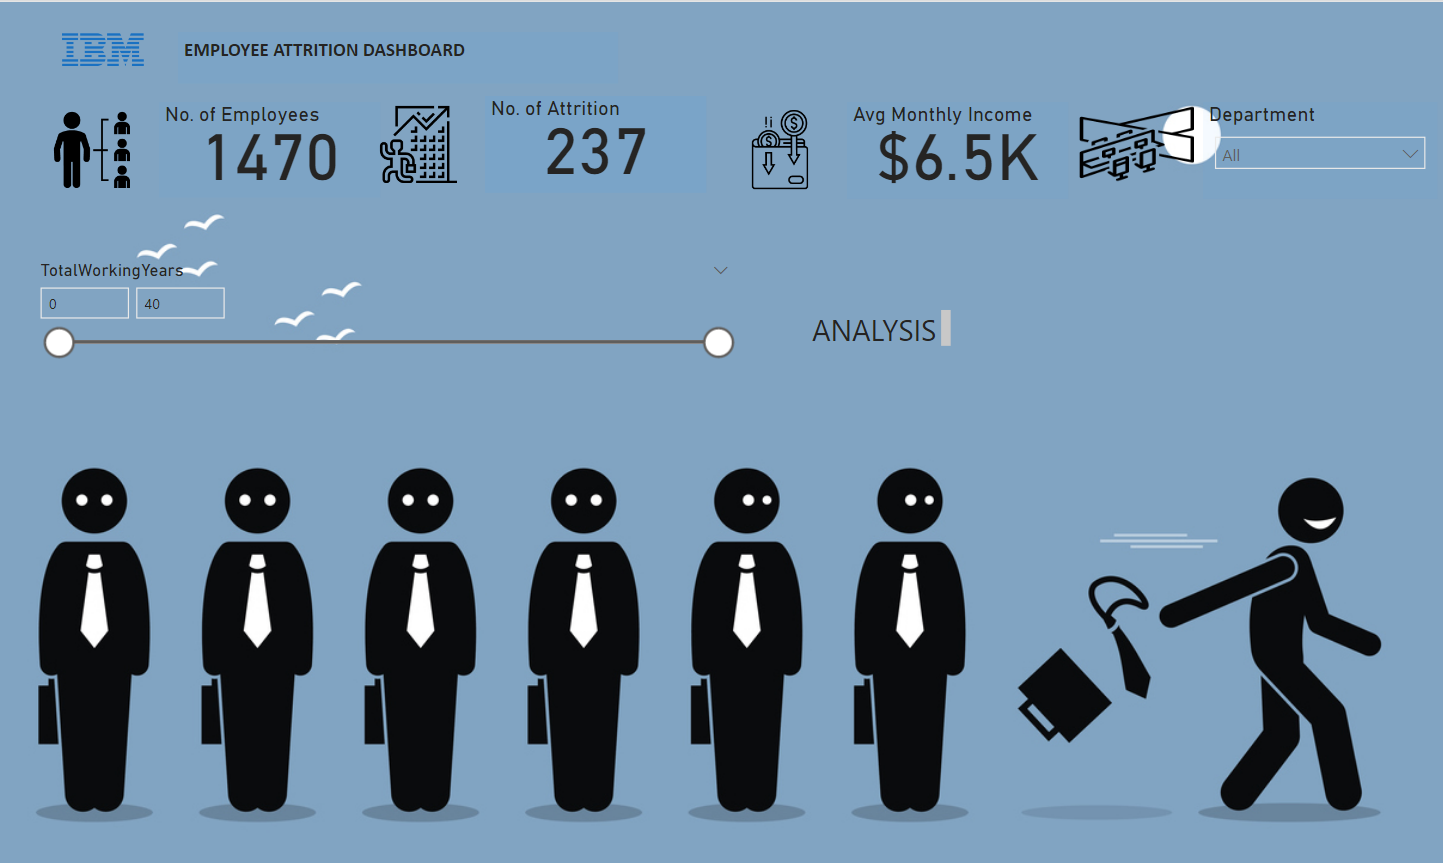 IBM
EMPLOYEE ATTRITION DASHBOARD
No. of Employees
1470
No. of Attrition
237
Avg Monthly Income
$6.5K
Department
All
TotalWorkingYears
0
40
ANALYSIS